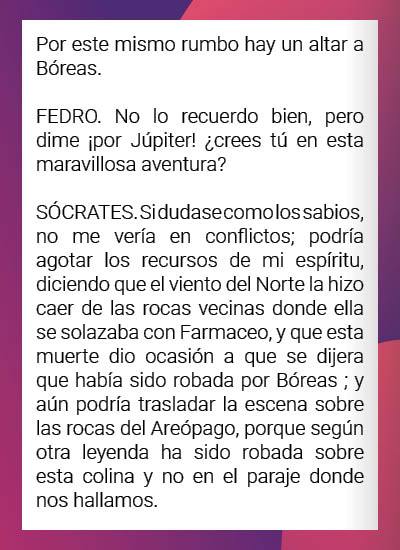 Por este mismo rumbo hay un altar a
Bóreas.
FEDRO. No lo recuerdo bien, pero
dime ¡por Júpiter! ¿crees tú en esta
maravillosa aventura?
SÓCRATES. Si dudase como los sabios,
no me vería en conflictos; podría
agotar los recursos de mi espíritu,
diciendo que el viento del Norte la hizo
caer de las rocas vecinas donde ella
se solazaba con Farmaceo, y que esta
muerte dio ocasión a que se dijera
que había sido robada por Bóreas ; y
aún podría trasladar la escena sobre
las rocas del Areópago, porque según
otra leyenda ha sido robada sobre
esta colina y no en el paraje donde
nos hallamos.